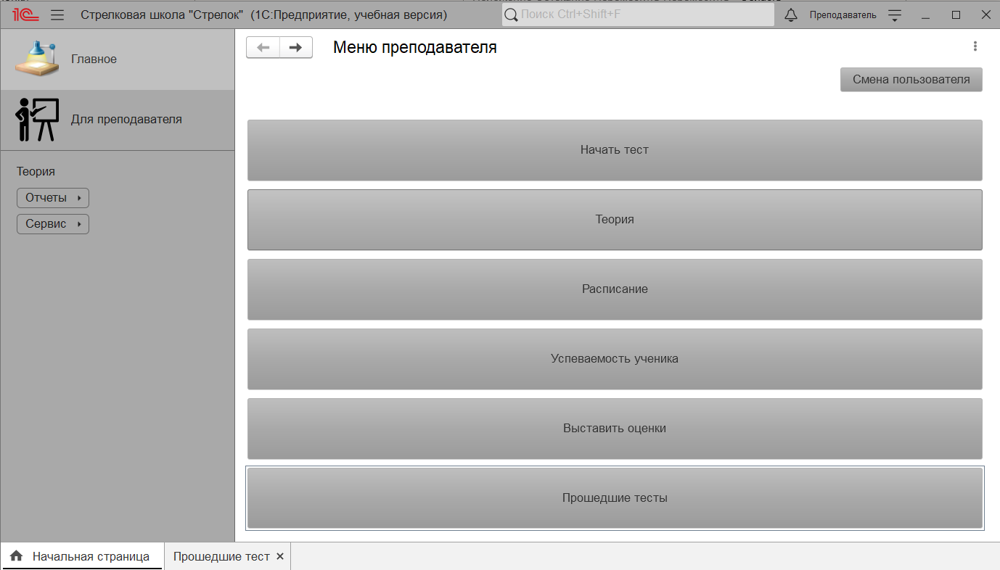 1С Стрелковая школа "Стрелок" (1С:Предприятие, учебная версия) Поиск Ctrl+Shift+F Преподаватель
Главное
Для преподавателя
Теория
Отчеты
Сервис
Меню преподавателя
Смена пользователя
Начать тест
Теория
Расписание
Успеваемость ученика
Выставить оценки
Прошедшие тесты
Начальная страница Прошедшие тест